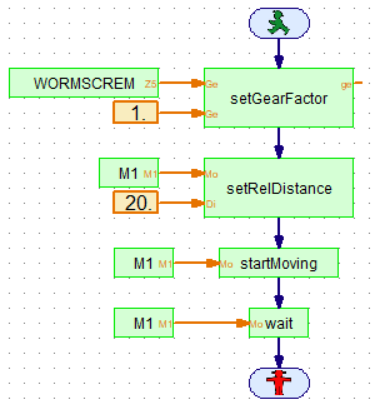 WORMSCREM Z5 Ge setGearFactor ge
1. Ge
M1 M1 Mo setRelDistance
20. Di
M1 M1 Mo startMoving
M1 M1 Mo wait